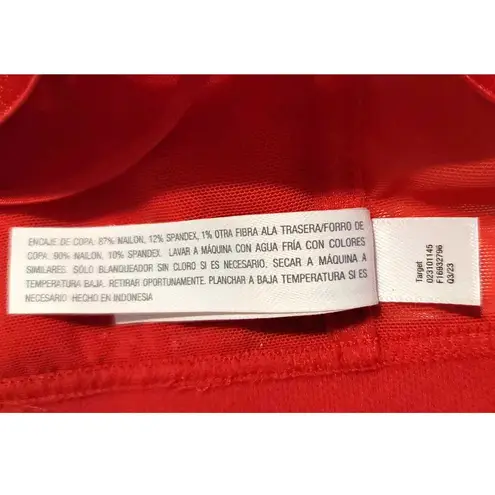 ENCAJE DE COPA: 87% NAILON, 12% SPANDEX, 1% OTRA FIBRA ALA TRASERA/FORRO DE
COPA: 90% NAILON, 10% SPANDEX. LAVAR A MÁQUINA CON AGUA FRÍA CON COLORES
SIMILARES. SÓLO BLANQUEADOR SIN CLORO SI ES NECESARIO. SECAR A MÁQUINA A
TEMPERATURA BAJA. RETIRAR OPORTUNAMENTE. PLANCHAR A BAJA TEMPERATURA SI ES
NECESARIO HECHO EN INDONESIA
Target
023101145
F16932796
Q3/23